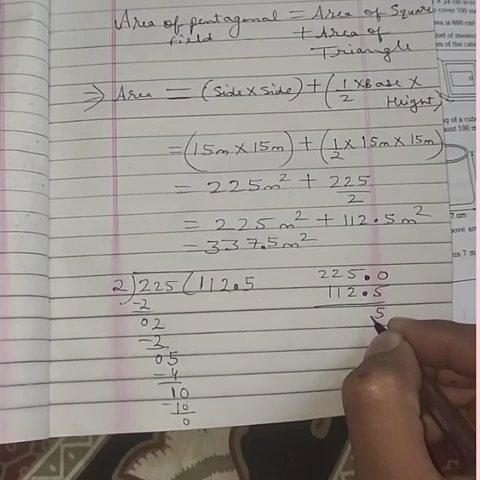 Area of pentagonal field = Area of Square
+ Area of Triangle
⇒ Area = (Side × Side) + (1/2 × Base × Height)
= (15m × 15m) + (1/2 × 15m × 15m)
= 225m² + 225/2
= 225m² + 112.5m²
= 337.5m²
2)225(112.5
-2
02
-2
05
-4
10
-10
0
225.0
112.5
5
7 cm